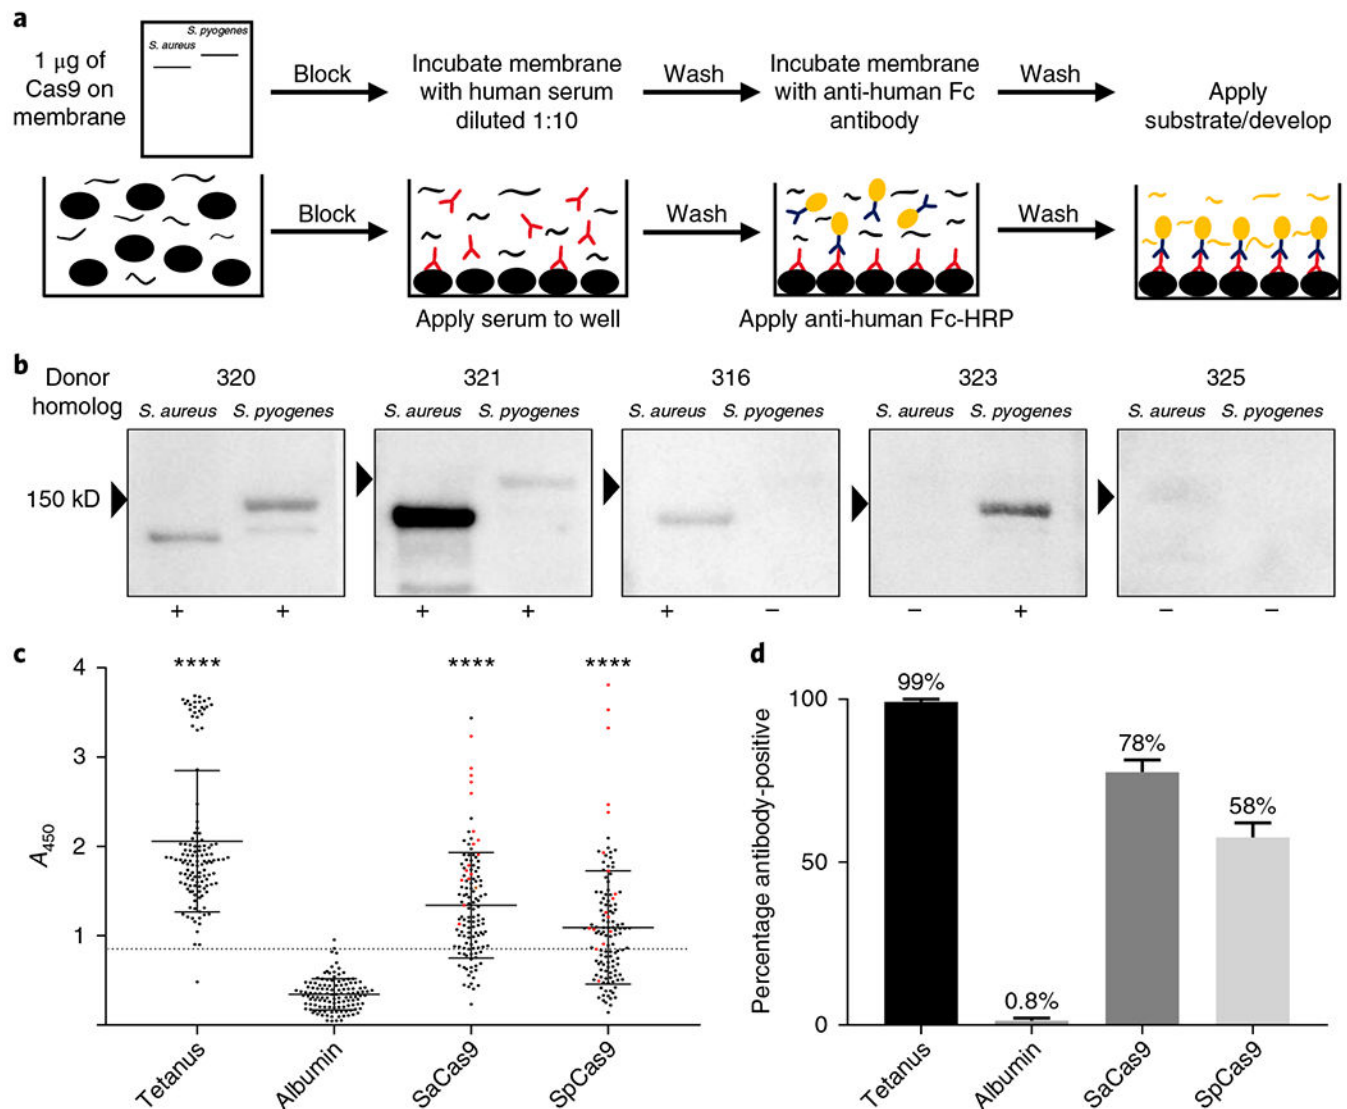 a
1 μg of
Cas9 on
membrane
S. pyogenes
S. aureus
Block
Incubate membrane
with human serum
diluted 1:10
Wash
Incubate membrane
with anti-human Fc
antibody
Wash
Apply
substrate/develop
Block
Apply serum to well
Wash
Apply anti-human Fc-HRP
Wash
b
Donor 320 321 316 323 325
homolog S. aureus S. pyogenes S. aureus S. pyogenes S. aureus S. pyogenes S. aureus S. pyogenes S. aureus S. pyogenes
150 kD
+ + + + + – – + – –
c
**** **** ****
A450
4
3
2
1
Tetanus
Albumin
SaCas9
SpCas9
d
Percentage antibody-positive
100
50
0
99%
0.8%
78%
58%
Tetanus
Albumin
SaCas9
SpCas9